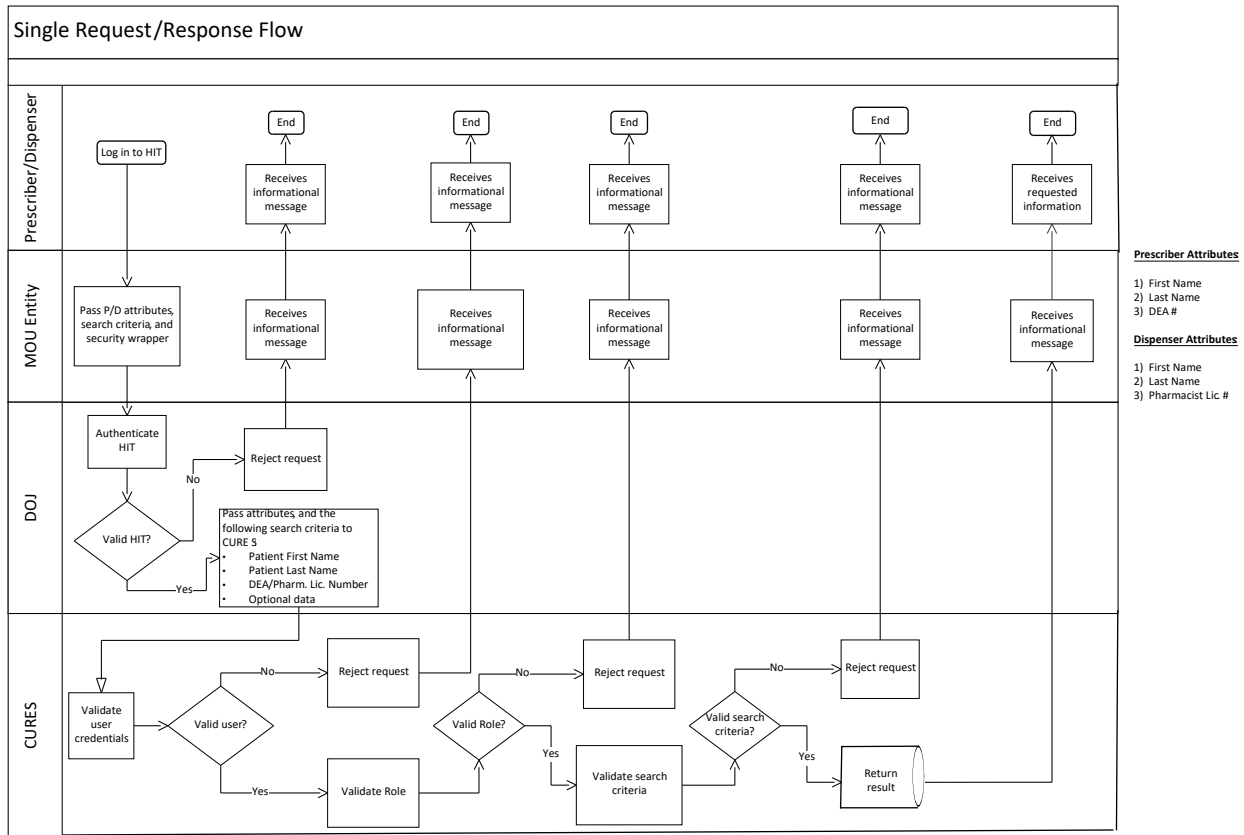 Single Request/Response Flow
Prescriber/Dispenser
Log in to HIT
End
End
End
End
End
Receives
informational
message
Receives
informational
message
Receives
informational
message
Receives
informational
message
Receives
requested
information
MOU Entity
Pass P/D attributes,
search criteria, and
security wrapper
Receives
informational
message
Receives
informational
message
Receives
informational
message
Receives
informational
message
Receives
informational
message
DOJ
Authenticate
HIT
Valid HIT?
No
Reject request
Yes
Pass attributes, and the
following search criteria to
CURE S:
• Patient First Name
• Patient Last Name
• DEA/Pharm. Lic. Number
• Optional data
CURES
Validate
user
credentials
Valid user?
No
Reject request
Yes
Validate Role
Valid Role?
No
Reject request
Yes
Validate search
criteria
Valid search
criteria?
No
Reject request
Yes
Return
result
Prescriber Attributes:
1) First Name
2) Last Name
3) DEA #
Dispenser Attributes:
1) First Name
2) Last Name
3) Pharmacist Lic. #